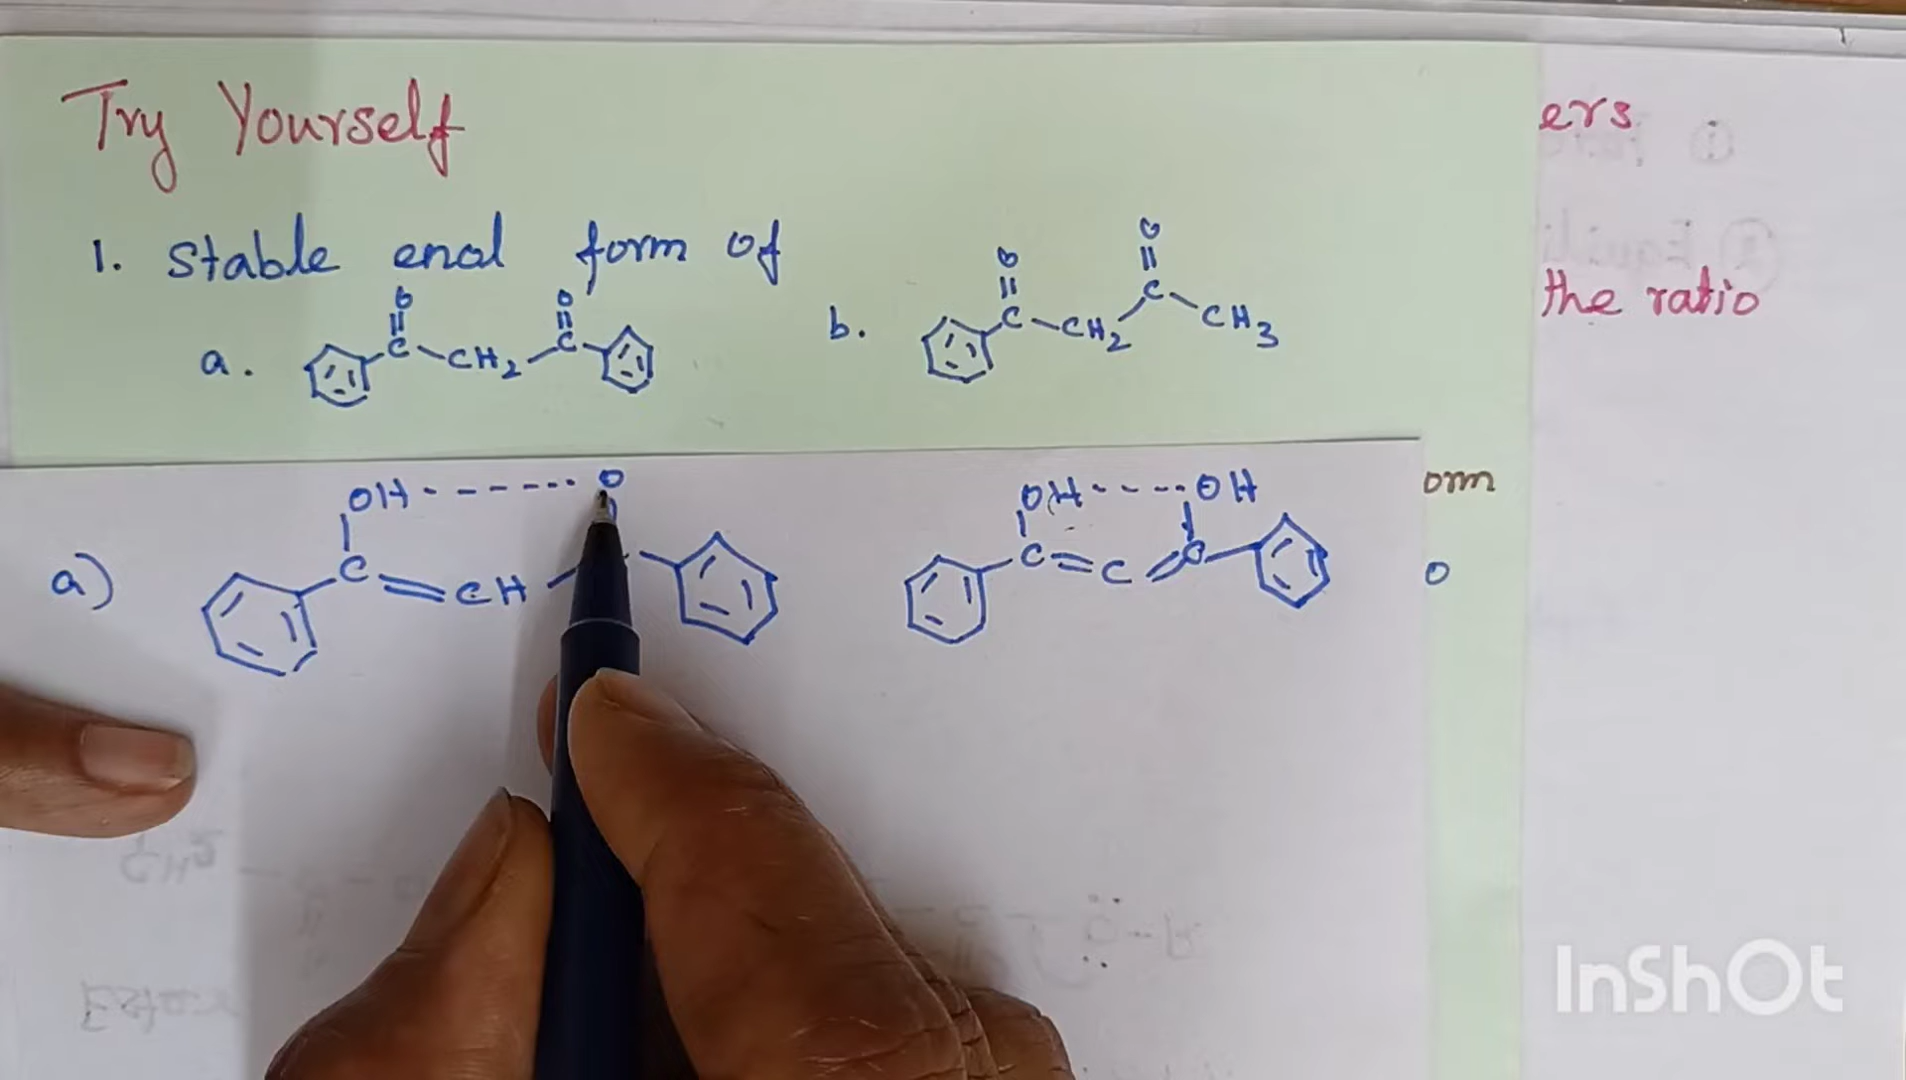 Try Yourself
ers
1. Stable enol form of
the ratio
a.
O
O
C
CH2
C
b.
O
O
C
CH2
C
CH3
a)
OH
O
C
CH
OH
OH
C
C
C
orm
O
InShOt